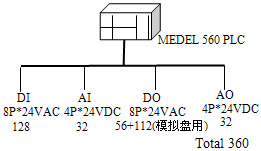 MEDEL 560 PLC
DI AI DO AO
8P*24VAC 4P*24VDC 8P*24VAC 4P*24VDC
128 32 56+112(模拟盘用) 32
Total 360